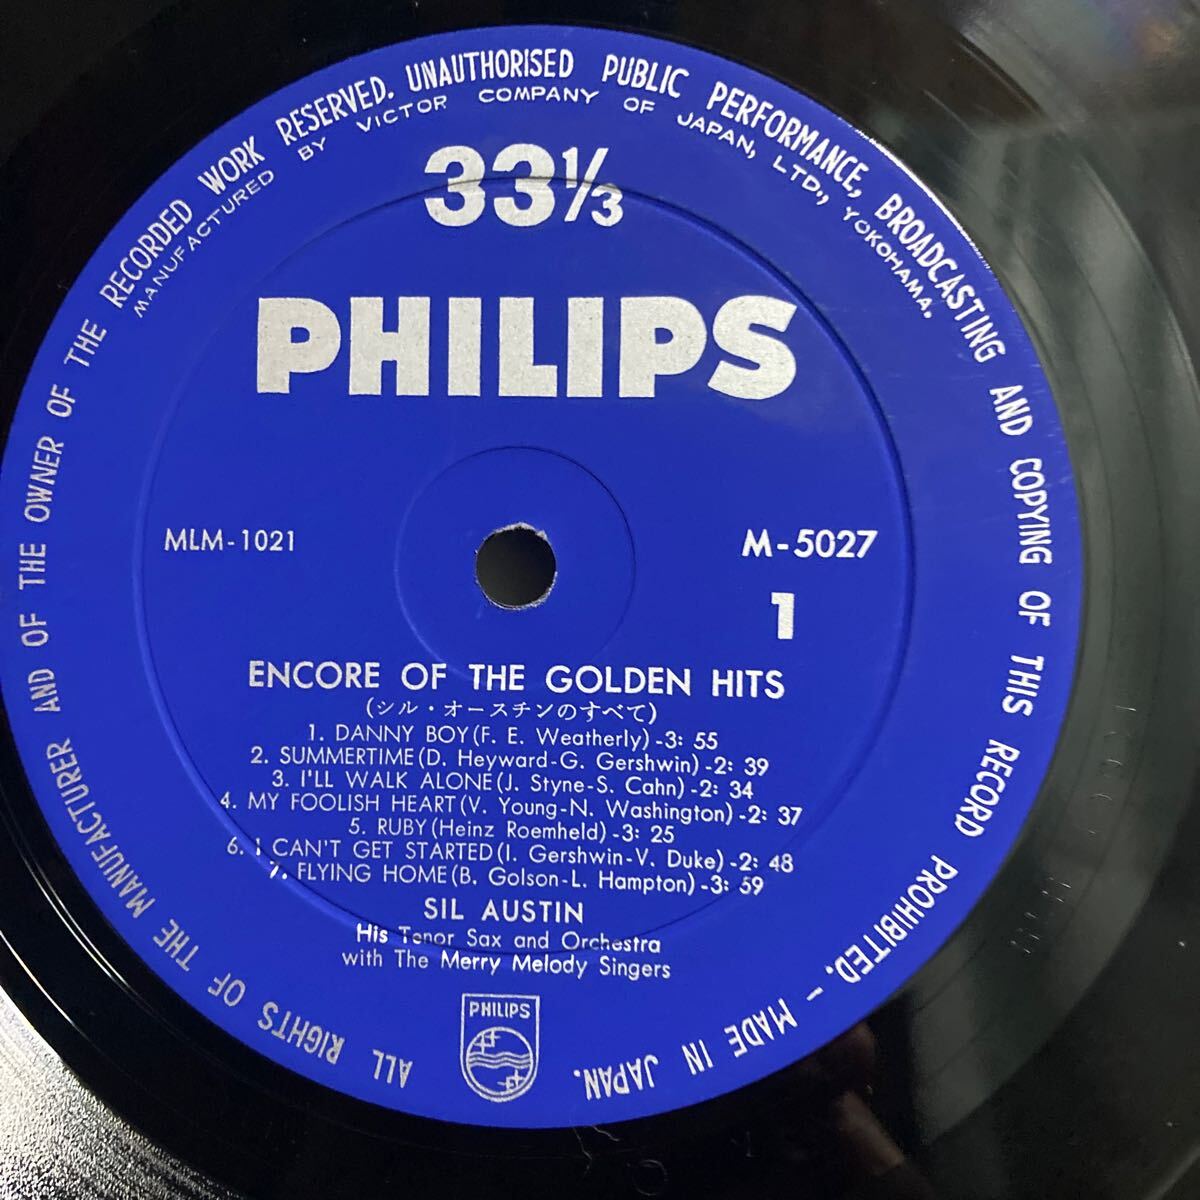 ALL RIGHTS OF THE MANUFACTURER AND OF THE OWNER OF THE RECORDED WORK RESERVED. UNAUTHORISED PUBLIC PERFORMANCE, BROADCASTING AND COPYING OF THIS RECORD PROHIBITED. - MADE IN JAPAN.
MANUFACTURED BY VICTOR COMPANY OF JAPAN, LTD., YOKOHAMA.
33⅓
PHILIPS
MLM-1021
M-5027
1
ENCORE OF THE GOLDEN HITS
(シル・オースチンのすべて)
1. DANNY BOY(F. E. Weatherly)-3: 55
2. SUMMERTIME(D. Heyward-G. Gershwin)-2: 39
3. I'LL WALK ALONE(J. Styne-S. Cahn)-2: 34
4. MY FOOLISH HEART(V. Young-N. Washington)-2: 37
5. RUBY(Heinz Roemheld)-3: 25
6. I CAN'T GET STARTED(I. Gershwin-V. Duke)-2: 48
7. FLYING HOME(B. Golson-L. Hampton)-3: 59
SIL AUSTIN
His Tenor Sax and Orchestra
with The Merry Melody Singers
PHILIPS